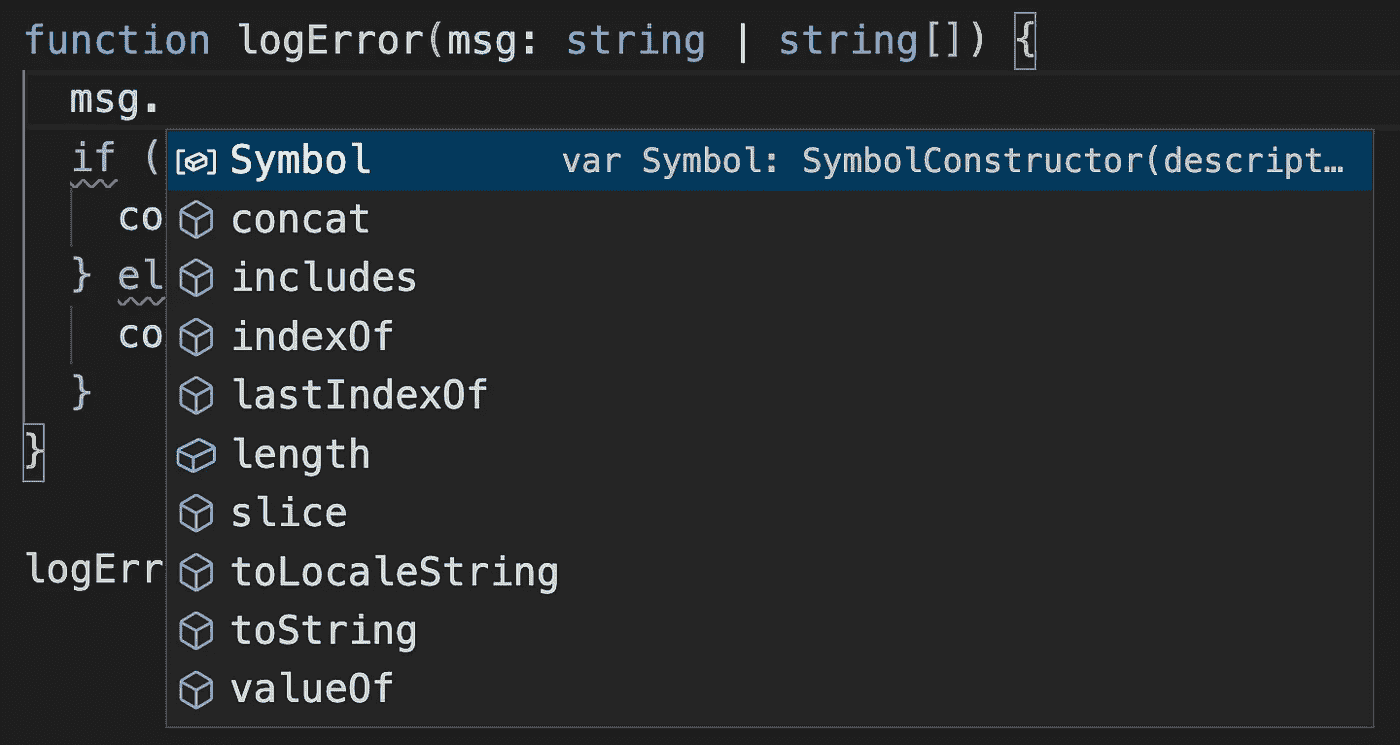 function logError(msg: string | string[]) {
msg.
if (
Symbol var Symbol: SymbolConstructor(descript…
co
concat
includes
} el
indexOf
co
lastIndexOf
}
length
}
slice
logErr
toLocaleString
toString
valueOf